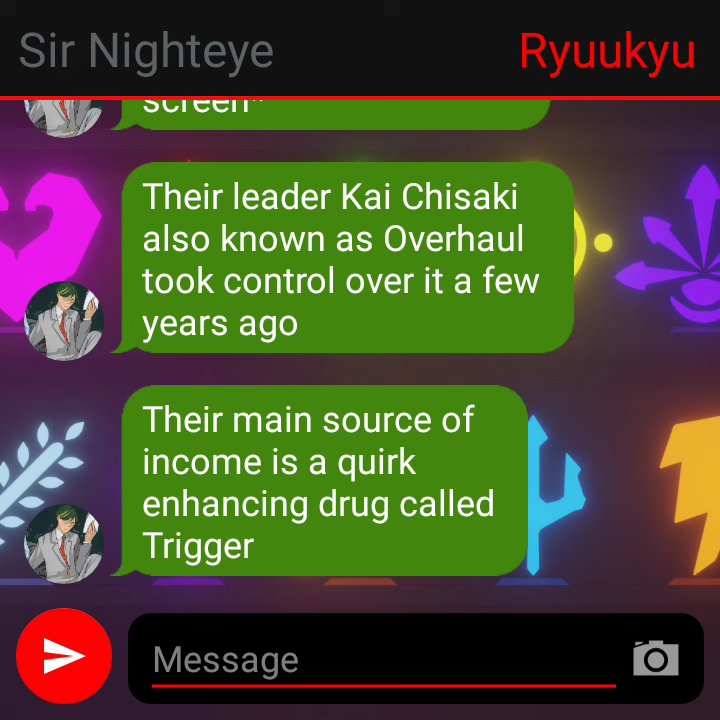 Sir Nighteye
Ryuukyu
screen"
Their leader Kai Chisaki
also known as Overhaul
took control over it a few
years ago
Their main source of
income is a quirk
enhancing drug called
Trigger
Message